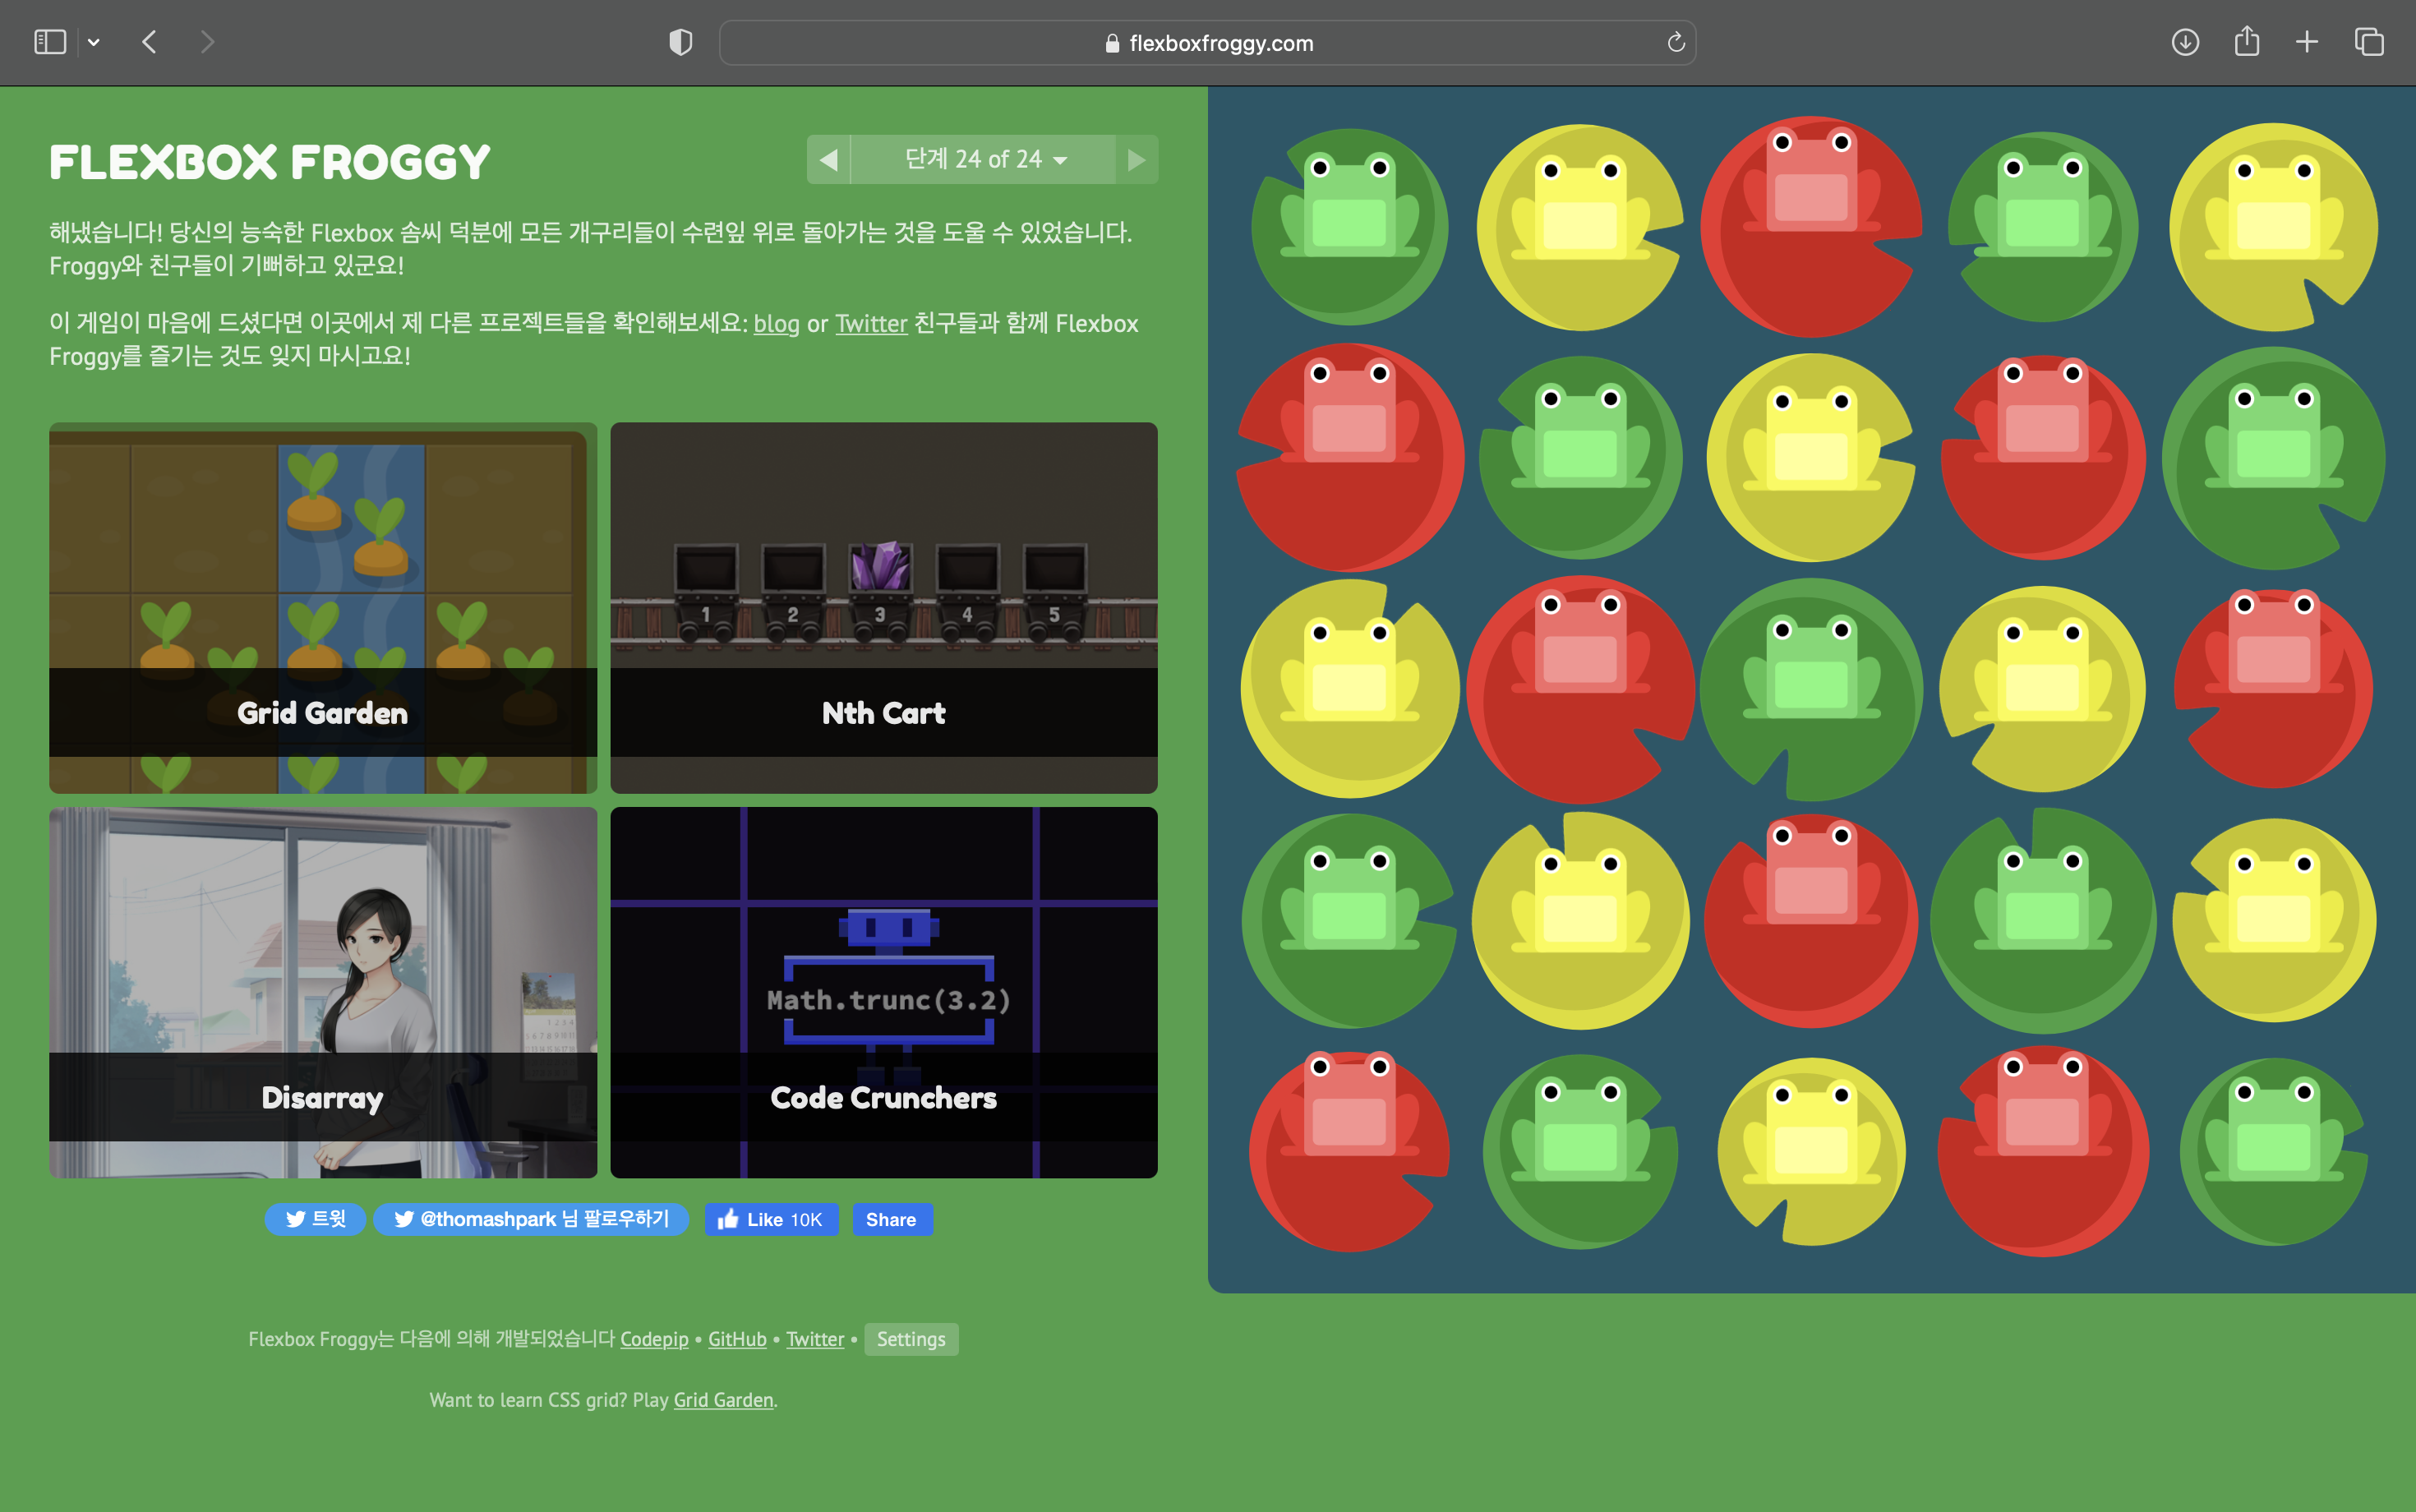 flexboxfroggy.com
FLEXBOX FROGGY
단계 24 of 24
해냈습니다! 당신의 능숙한 Flexbox 솜씨 덕분에 모든 개구리들이 수련잎 위로 돌아가는 것을 도울 수 있었습니다.
Froggy와 친구들이 기뻐하고 있군요!
이 게임이 마음에 드셨다면 이곳에서 제 다른 프로젝트들을 확인해보세요: blog or Twitter 친구들과 함께 Flexbox
Froggy를 즐기는 것도 잊지 마시고요!
1 2 3 4 5
Grid Garden
Nth Cart
Math.trunc(3.2)
Disarray
Code Crunchers
트윗
@thomashpark 님 팔로우하기
Like 10K
Share
Flexbox Froggy는 다음에 의해 개발되었습니다 Codepip • GitHub • Twitter • Settings
Want to learn CSS grid? Play Grid Garden.